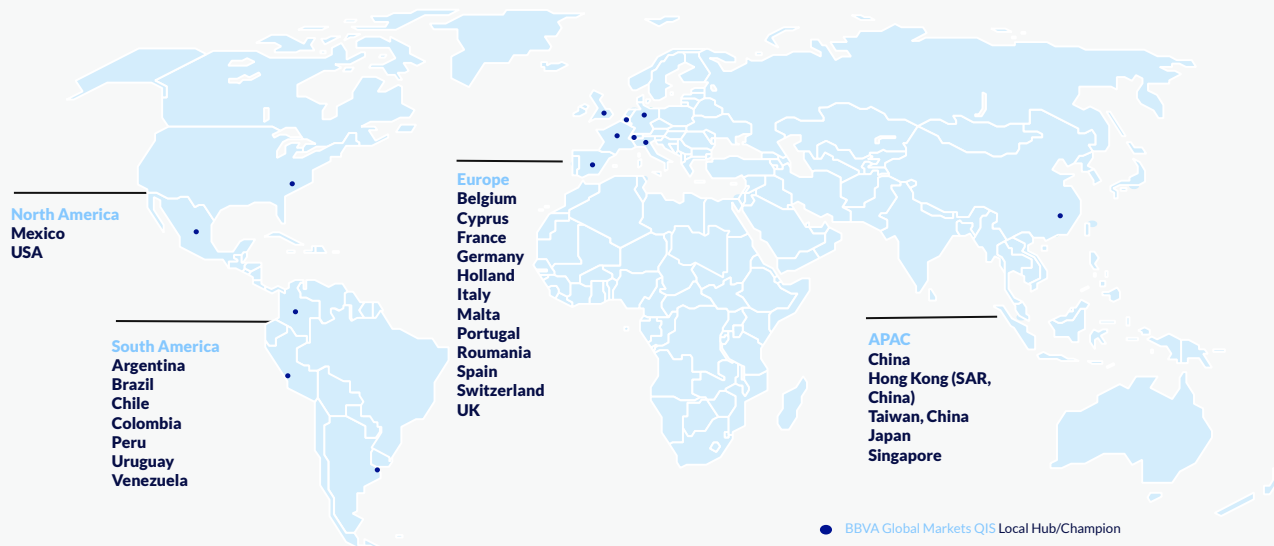 North America
Mexico
USA
South America
Argentina
Brazil
Chile
Colombia
Peru
Uruguay
Venezuela
Europe
Belgium
Cyprus
France
Germany
Holland
Italy
Malta
Portugal
Roumania
Spain
Switzerland
UK
APAC
China
Hong Kong (SAR,
China)
Taiwan, China
Japan
Singapore
BBVA Global Markets QIS Local Hub/Champion